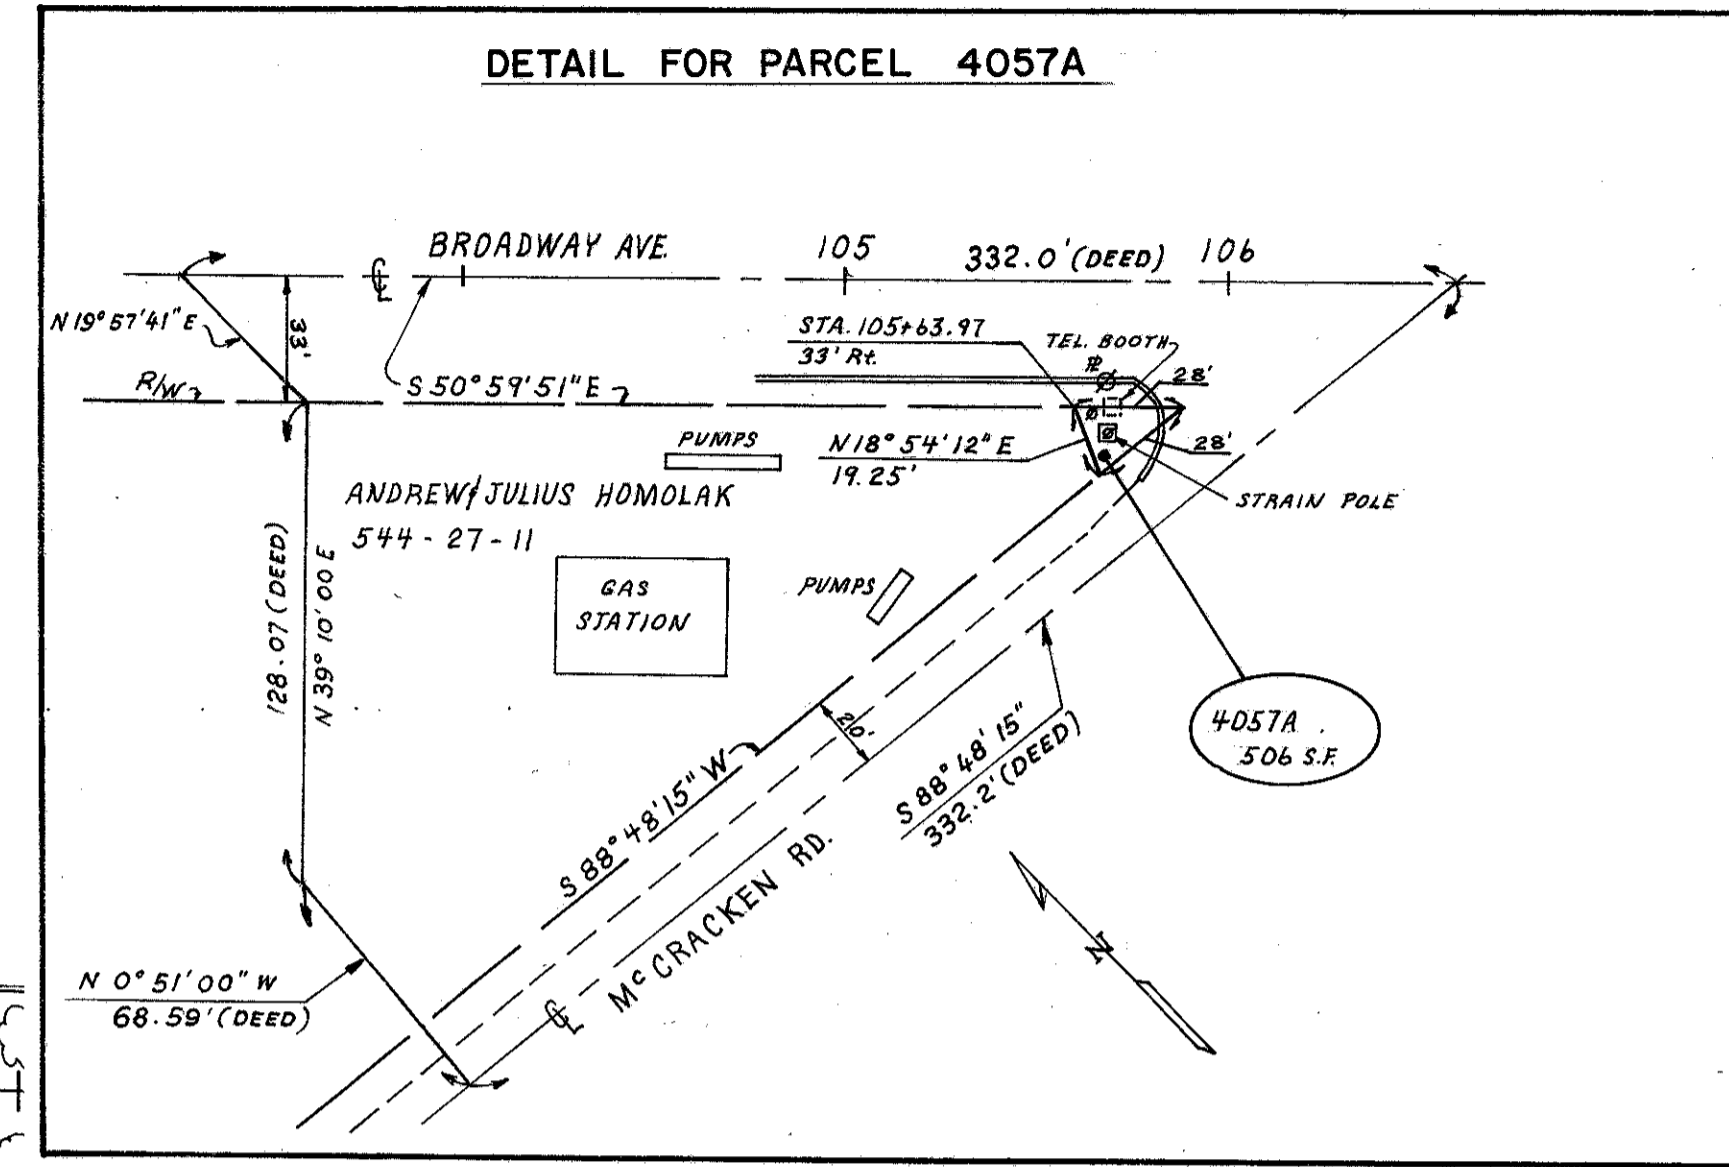 DETAIL FOR PARCEL 4057A
BROADWAY AVE.
105
332.0' (DEED)
106
N 19° 57' 41" E
33'
STA. 105+63.97
33' Rt.
TEL. BOOTH
28'
R/W
S 50° 59' 51" E
PUMPS
N 18° 54' 12" E
19.25'
28'
STRAIN POLE
ANDREW & JULIUS HOMOLAK
544-27-11
128.07 (DEED)
N 39° 10' 00 E
GAS
STATION
PUMPS
4057A
506 S.F.
20'
S 88° 48' 15" W
S 88° 48' 15"
332.2' (DEED)
McCRACKEN RD.
N
N 0° 51' 00" W
68.59' (DEED)